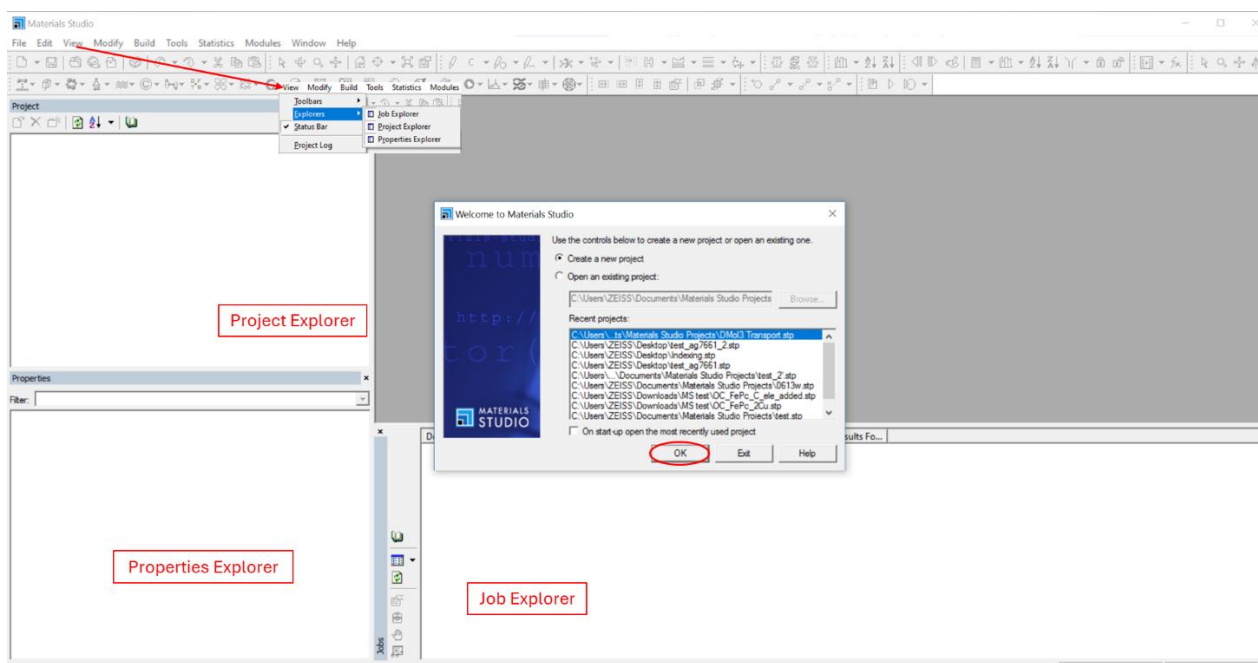 Materials Studio
File Edit View Modify Build Tools Statistics Modules Window Help
View Modify Build Tools Statistics Modules
Project
Toolbars
Explorers
Status Bar
Project Log
Job Explorer
Project Explorer
Properties Explorer
Welcome to Materials Studio
Use the controls below to create a new project or open an existing one.
Create a new project
Open an existing project:
C:\Users\ZEISS\Documents\Materials Studio Projects
Browse...
Recent projects:
C:\Users\...ts\Materials Studio Projects\DMol3 Transport.stp
C:\Users\ZEISS\Desktop\test_ag7661_2.stp
C:\Users\ZEISS\Desktop\Indexing.stp
C:\Users\ZEISS\Desktop\test_ag7661.stp
C:\Users\...\Documents\Materials Studio Projects\test_2'.stp
C:\Users\ZEISS\Documents\Materials Studio Projects\0613w.stp
C:\Users\ZEISS\Downloads\MS test\OC_FePc_C_ele_added.stp
C:\Users\ZEISS\Downloads\MS test\OC_FePc_2Cu.stp
C:\Users\ZEISS\Documents\Materials Studio Projects\test.stp
On start-up open the most recently used project
OK Exit Help
num
http://
tor(
MATERIALS
STUDIO
Project Explorer
Properties
Filter:
Properties Explorer
Jobs
sults Fo...
Job Explorer